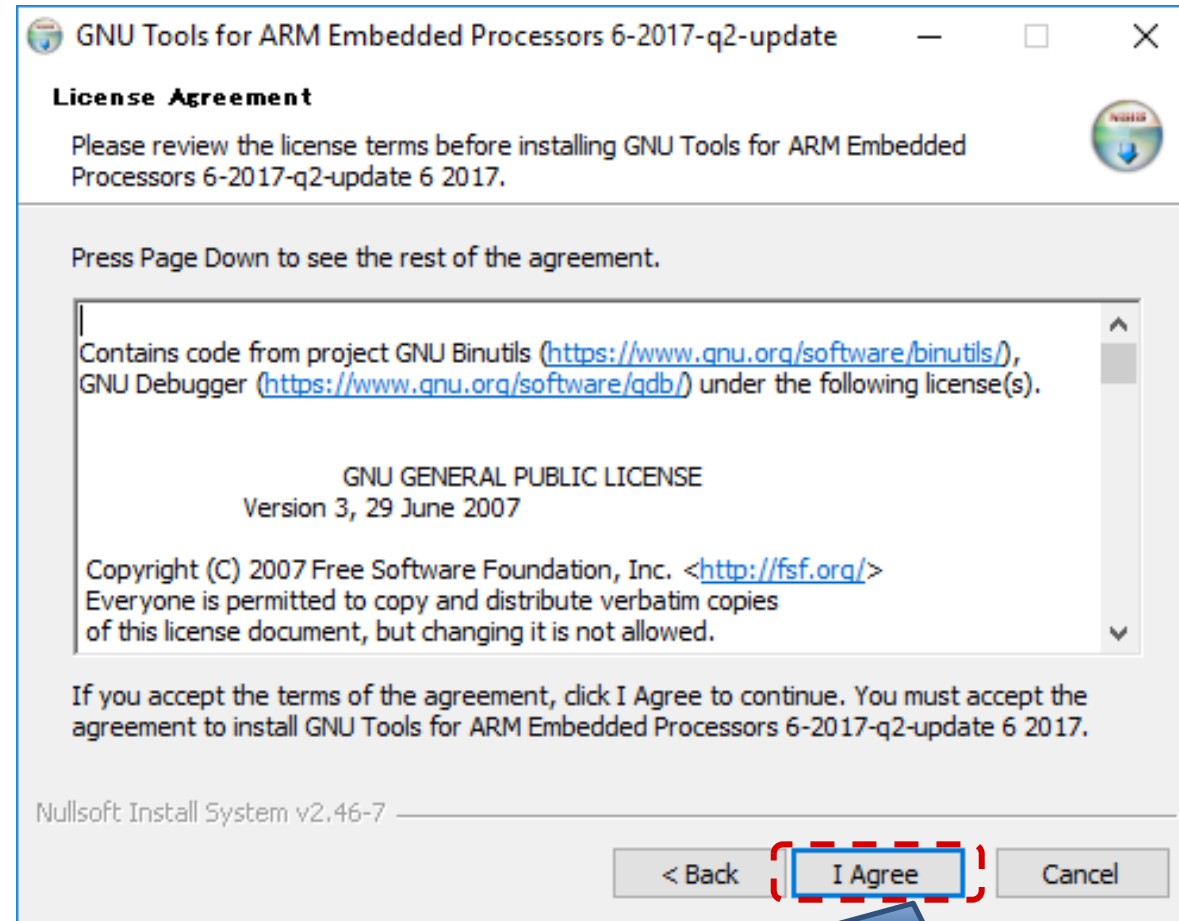 GNU Tools for ARM Embedded Processors 6-2017-q2-update
License Agreement
Please review the license terms before installing GNU Tools for ARM Embedded
Processors 6-2017-q2-update 6 2017.
Press Page Down to see the rest of the agreement.
Contains code from project GNU Binutils (https://www.gnu.org/software/binutils/),
GNU Debugger (https://www.gnu.org/software/gdb/) under the following license(s).
GNU GENERAL PUBLIC LICENSE
Version 3, 29 June 2007
Copyright (C) 2007 Free Software Foundation, Inc. <http://fsf.org/>
Everyone is permitted to copy and distribute verbatim copies
of this license document, but changing it is not allowed.
If you accept the terms of the agreement, click I Agree to continue. You must accept the
agreement to install GNU Tools for ARM Embedded Processors 6-2017-q2-update 6 2017.
Nullsoft Install System v2.46-7
< Back I Agree Cancel